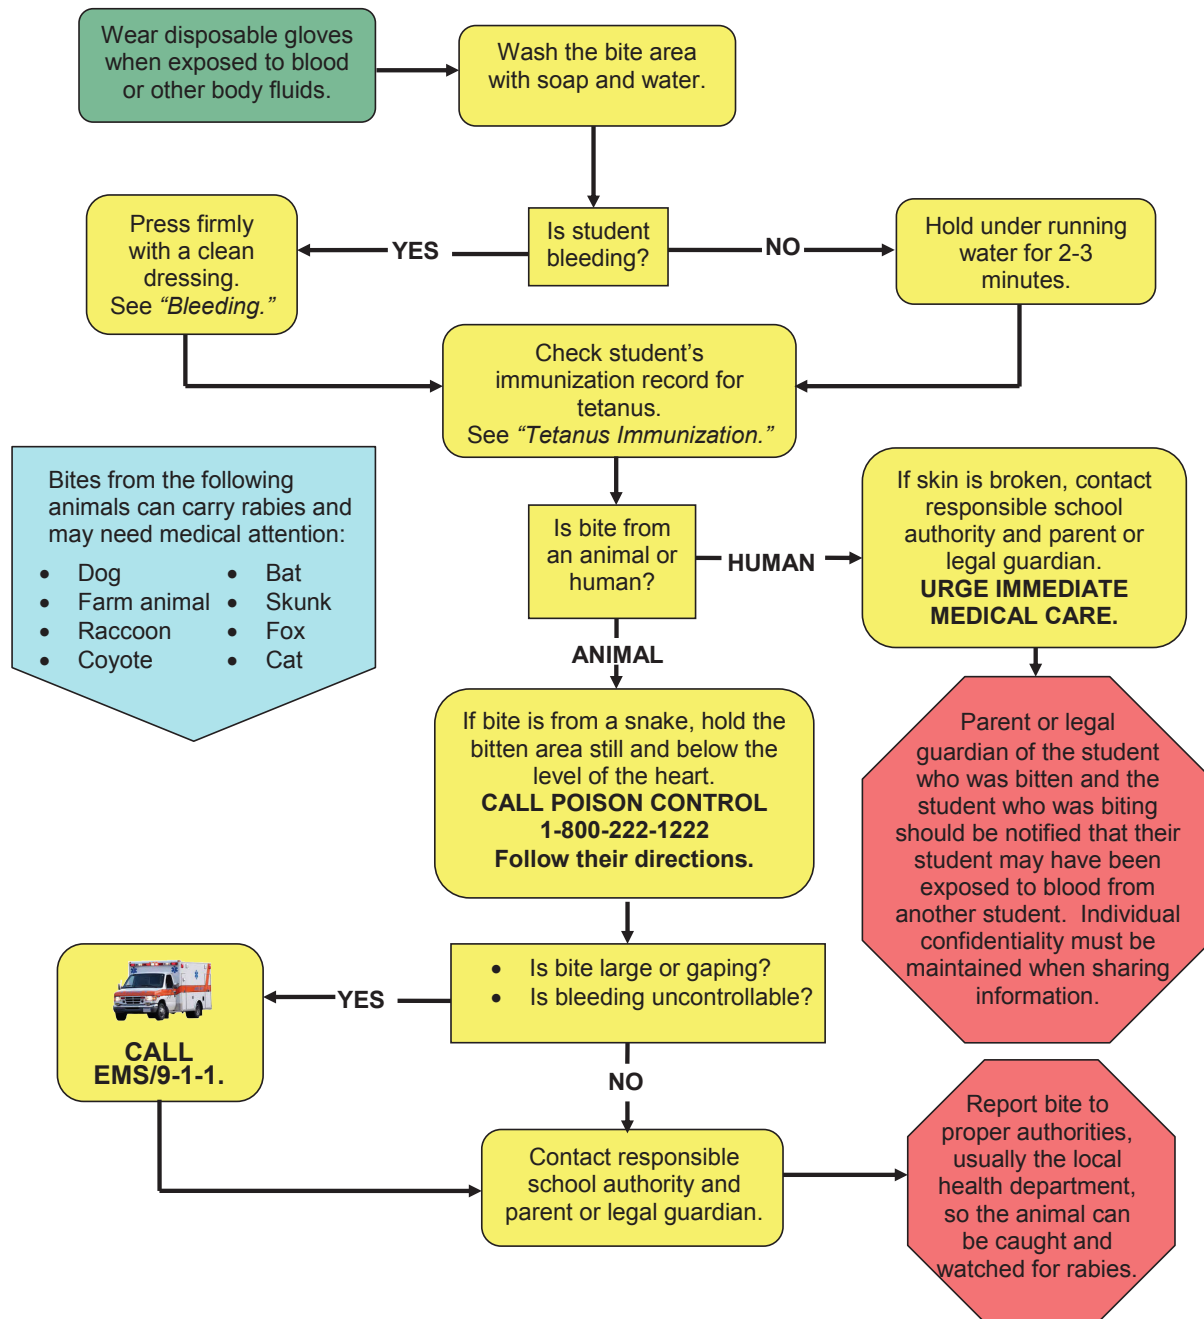 Wear disposable gloves
when exposed to blood
or other body fluids.
Wash the bite area
with soap and water.
Press firmly
with a clean
dressing.
See “Bleeding.”
YES
Is student
bleeding?
NO
Hold under running
water for 2-3
minutes.
Check student’s
immunization record for
tetanus.
See “Tetanus Immunization.”
Bites from the following
animals can carry rabies and
may need medical attention:
• Dog
• Farm animal
• Raccoon
• Coyote
• Bat
• Skunk
• Fox
• Cat
Is bite from
an animal or
human?
HUMAN
If skin is broken, contact
responsible school
authority and parent or
legal guardian.
URGE IMMEDIATE
MEDICAL CARE.
ANIMAL
If bite is from a snake, hold the
bitten area still and below the
level of the heart.
CALL POISON CONTROL
1-800-222-1222
Follow their directions.
Parent or legal
guardian of the student
who was bitten and the
student who was biting
should be notified that their
student may have been
exposed to blood from
another student.  Individual
confidentiality must be
maintained when sharing
information.
• Is bite large or gaping?
• Is bleeding uncontrollable?
YES
CALL
EMS/9-1-1.
NO
Contact responsible
school authority and
parent or legal guardian.
Report bite to
proper authorities,
usually the local
health department,
so the animal can
be caught and
watched for rabies.